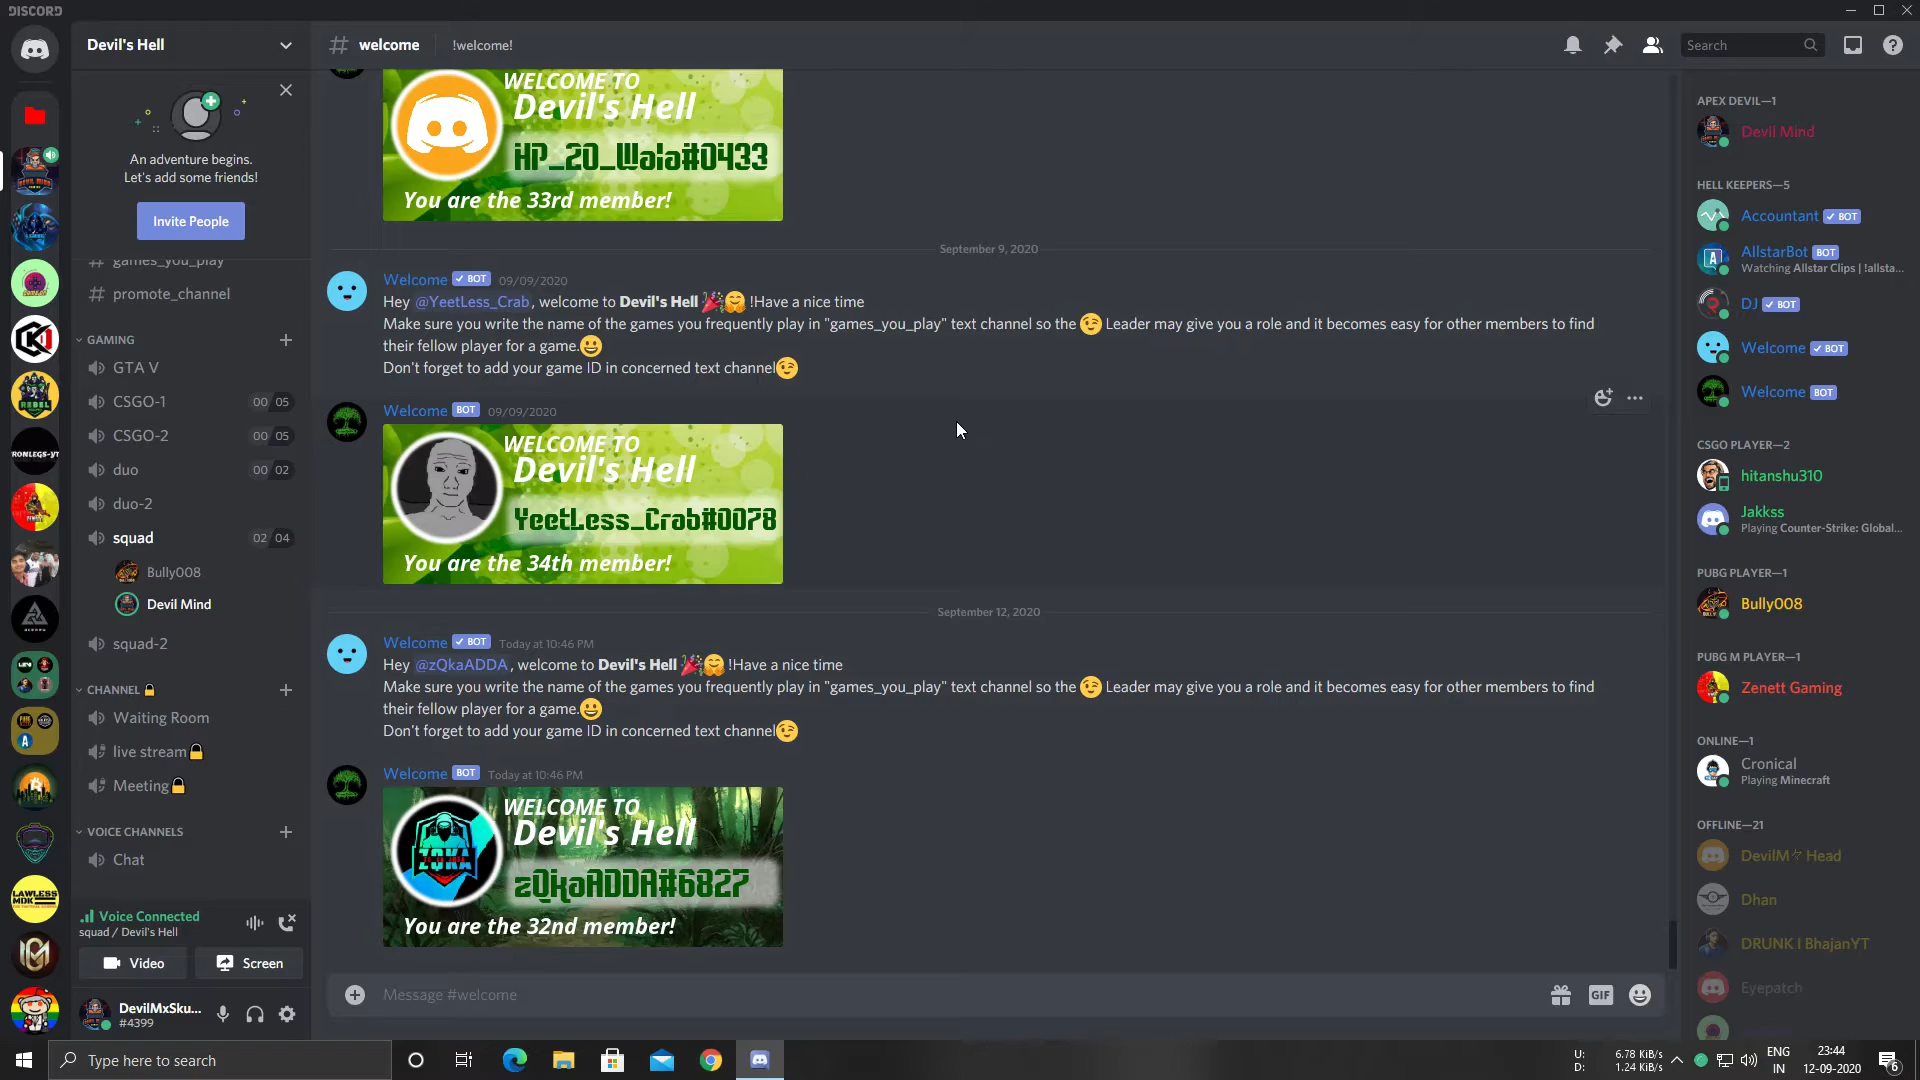 DISCORD
Devil's Hell
# welcome
!welcome!
Search
An adventure begins.
Let's add some friends!
Invite People
# games_you_play
# promote_channel
GAMING
GTA V
CSGO-1 00 05
CSGO-2 00 05
duo 00 02
duo-2
squad 02 04
Bully008
Devil Mind
squad-2
CHANNEL🔒
Waiting Room
live stream🔒
Meeting🔒
VOICE CHANNELS
Chat
Voice Connected
squad / Devil's Hell
Video
Screen
DevilMxSku...
#4399
WELCOME TO
Devil's Hell
HP_20_Wala#0433
You are the 33rd member!
September 9, 2020
Welcome ✓ BOT 09/09/2020
Hey @YeetLess_Crab, welcome to Devil's Hell 🎉🤗 !Have a nice time
Make sure you write the name of the games you frequently play in "games_you_play" text channel so the 😉 Leader may give you a role and it becomes easy for other members to find
their fellow player for a game.😀
Don't forget to add your game ID in concerned text channel😉
Welcome BOT 09/09/2020
WELCOME TO
Devil's Hell
YeetLess_Crab#0078
You are the 34th member!
September 12, 2020
Welcome ✓ BOT Today at 10:46 PM
Hey @zQkaADDA, welcome to Devil's Hell 🎉🤗 !Have a nice time
Make sure you write the name of the games you frequently play in "games_you_play" text channel so the 😉 Leader may give you a role and it becomes easy for other members to find
their fellow player for a game.😀
Don't forget to add your game ID in concerned text channel😉
Welcome BOT Today at 10:46 PM
WELCOME TO
Devil's Hell
ZQKA
zQkaADDA#6827
You are the 32nd member!
Message #welcome
GIF
APEX DEVIL—1
Devil Mind
HELL KEEPERS—5
Accountant ✓ BOT
AllstarBot BOT
Watching Allstar Clips | !allsta...
DJ ✓ BOT
Welcome ✓ BOT
Welcome BOT
CSGO PLAYER—2
hitanshu310
Jakkss
Playing Counter-Strike: Global...
PUBG PLAYER—1
Bully008
PUBG M PLAYER—1
Zenett Gaming
ONLINE—1
Cronical
Playing Minecraft
OFFLINE—21
Head
Dhan
DRUNK l BhajanYT
Eyepatch
REBEL
RONLEGS-YT
LAWLESS
MDK
Type here to search
U: 6.78 KiB/s
D: 1.24 KiB/s
ENG
IN
23:44
12-09-2020
6